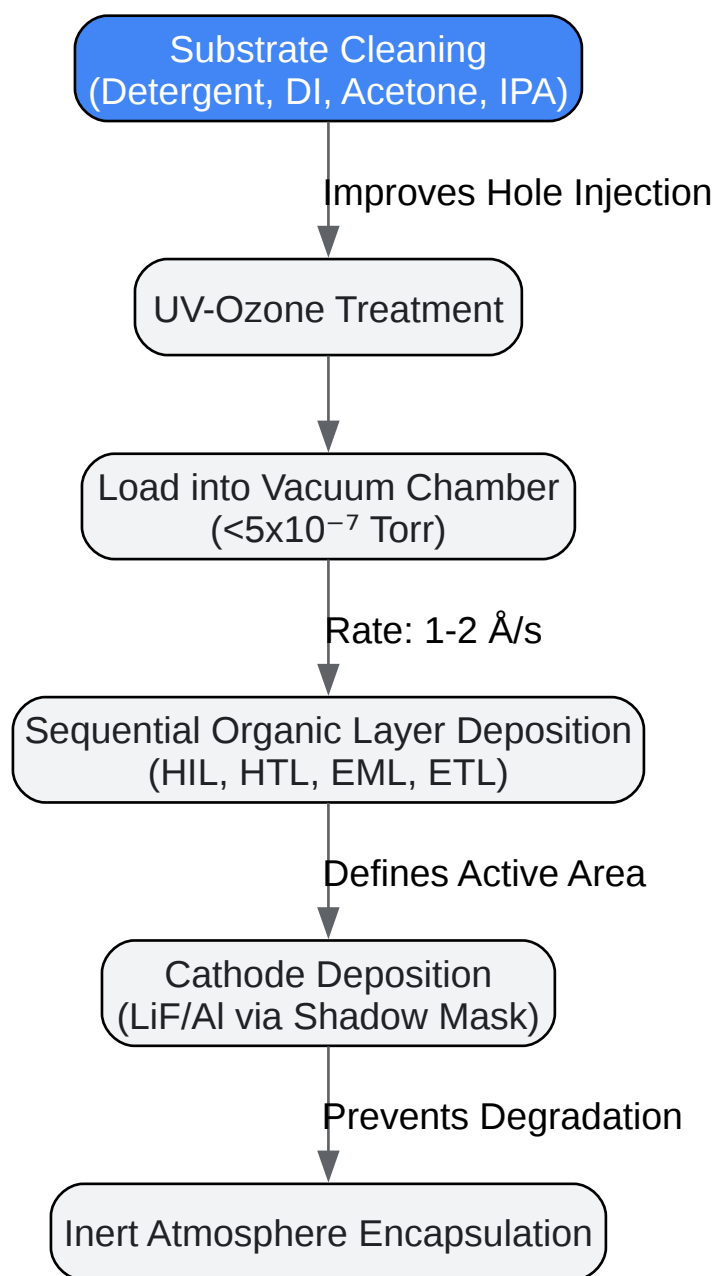 Substrate Cleaning
(Detergent, DI, Acetone, IPA)
Improves Hole Injection
UV-Ozone Treatment
Load into Vacuum Chamber
(<5x10⁻⁷ Torr)
Rate: 1-2 Å/s
Sequential Organic Layer Deposition
(HIL, HTL, EML, ETL)
Defines Active Area
Cathode Deposition
(LiF/Al via Shadow Mask)
Prevents Degradation
Inert Atmosphere Encapsulation